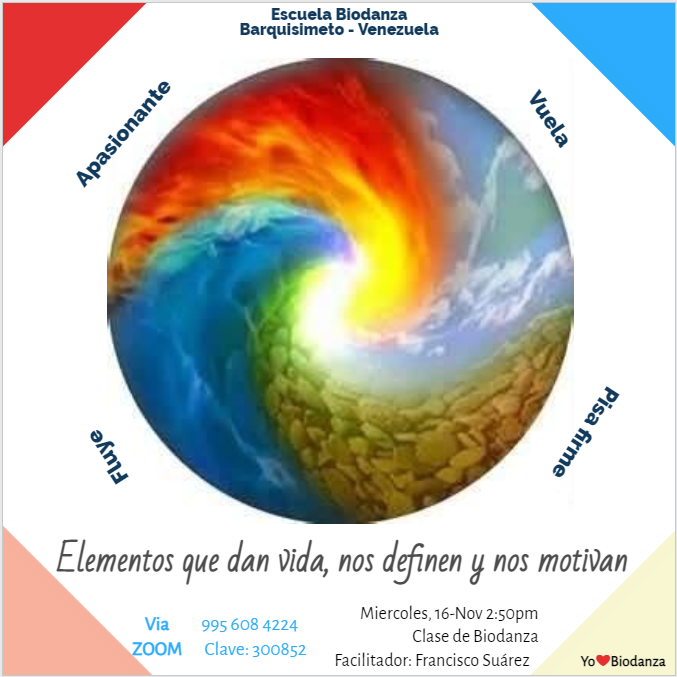 Escuela Biodanza
Barquisimeto - Venezuela
Apasionante
Vuela
Fluye
Pisa firme
Elementos que dan vida, nos definen y nos motivan
Via
ZOOM
995 608 4224
Clave: 300852
Miercoles, 16-Nov 2:50pm
Clase de Biodanza
Facilitador: Francisco Suárez
Yo❤Biodanza